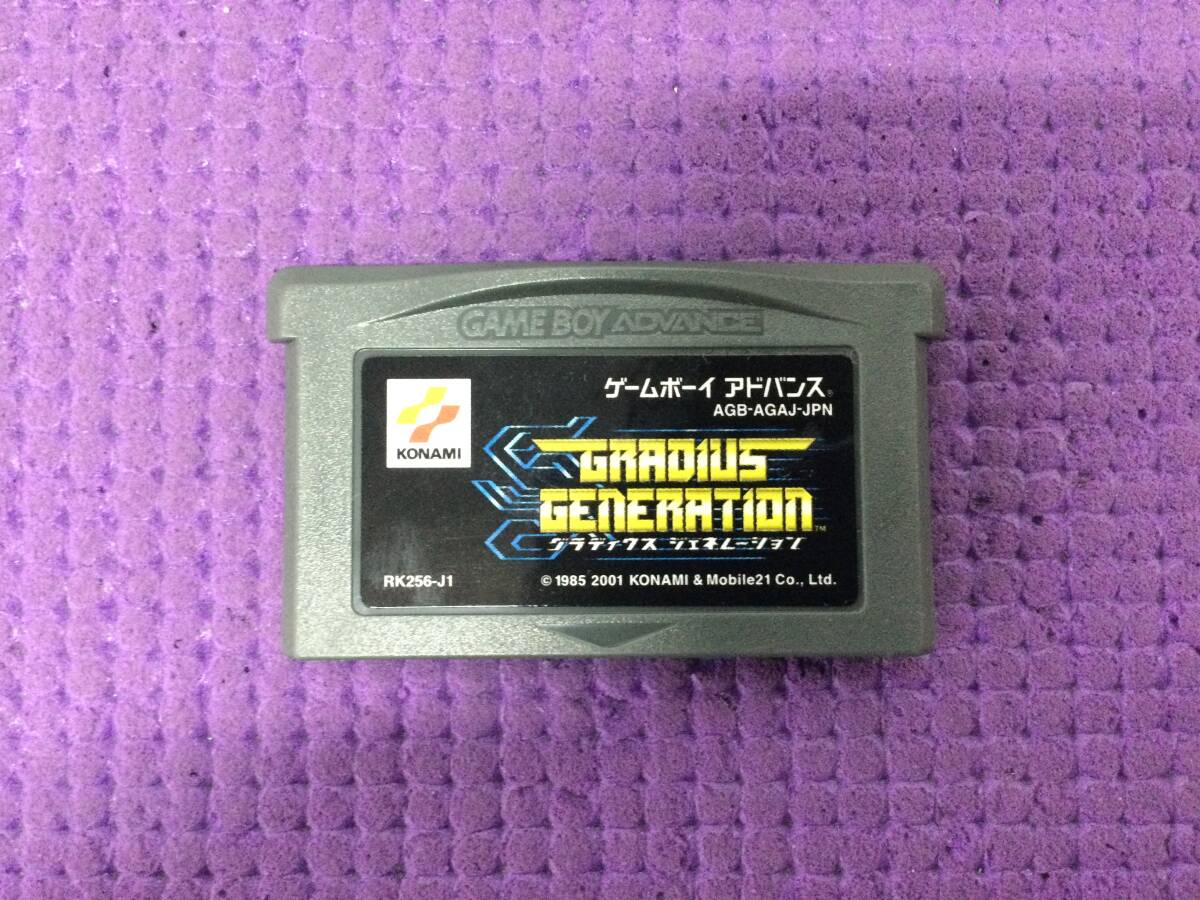 GAME BOY ADVANCE
KONAMI
ゲームボーイ アドバンス®
AGB-AGAJ-JPN
GRADIUS
GENERATION™
グラディウス ジェネレーション
RK256-J1
© 1985 2001 KONAMI & Mobile21 Co., Ltd.